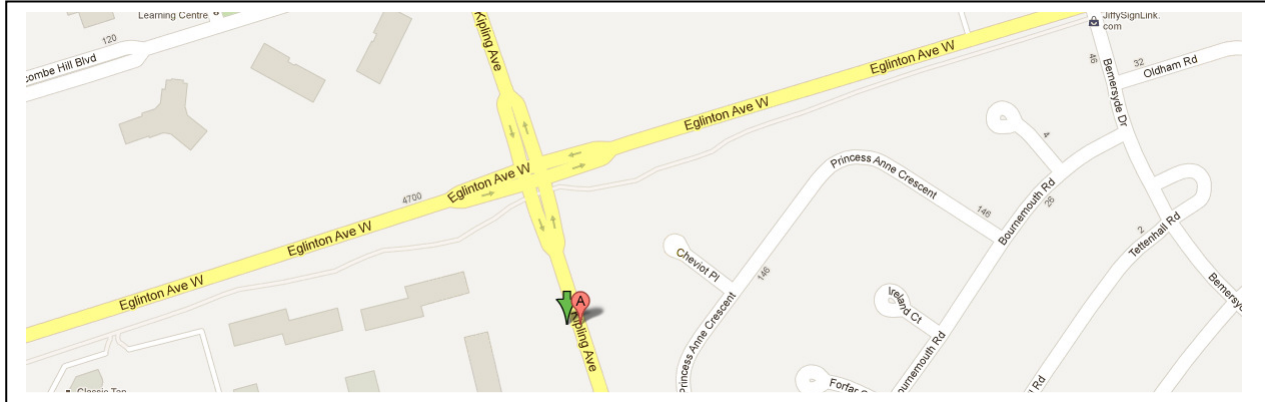 Learning Centre
120
combe Hill Blvd
Kipling Ave
Eglinton Ave W
JiffySignLink.
com
46
32
Oldham Rd
Bemersyde Dr
Eglinton Ave W
4
Princess Anne Crescent
Eglinton Ave W
4700
146
Bournemouth Rd
26
2
Tettenhall Rd
Eglinton Ave W
Cheviot Pl
146
Eglinton Ave W
Ireland Ct
Bemersyd
A
Kipling Ave
Princess Anne Crescent
Bournemouth Rd
Forfar
Rd
Classic Tan